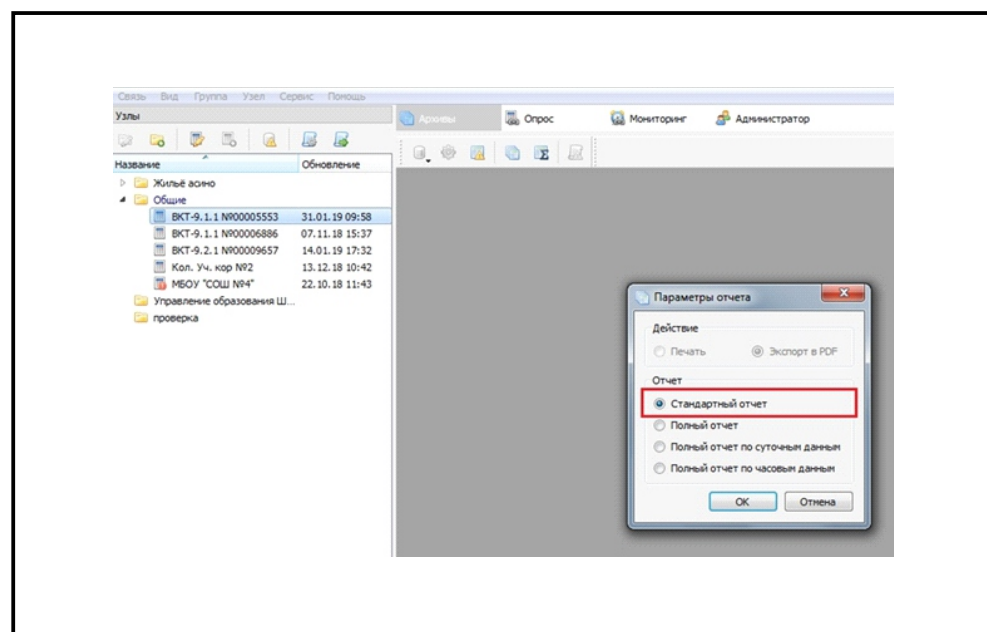 Связь Вид Группа Узел Сервис Помощь
Узлы
Архивы Опрос Мониторинг Администратор
Название Обновление
Жильё асино
Общие
ВКТ-9.1.1 №00005553 31.01.19 09:58
ВКТ-9.1.1 №00006886 07.11.18 15:37
ВКТ-9.2.1 №00009657 14.01.19 17:32
Кол. Уч. кор №2 13.12.18 10:42
МБОУ "СОШ №4" 22.10.18 11:43
Управление образования Ш...
проверка
Параметры отчета
Действие
Печать Экспорт в PDF
Отчет
Стандартный отчет
Полный отчет
Полный отчет по суточным данным
Полный отчет по часовым данным
ОК Отмена